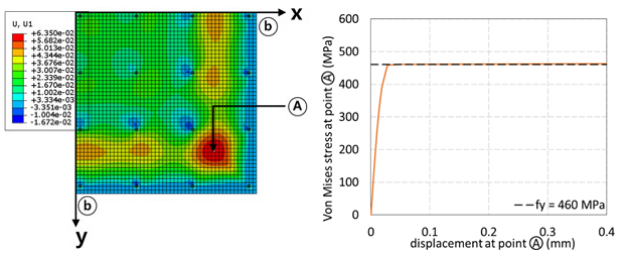 U, U1
+6.350e-02
+5.682e-02
+5.013e-02
+4.344e-02
+3.676e-02
+3.007e-02
+2.339e-02
+1.670e-02
+1.002e-02
+3.334e-03
-3.351e-03
-1.004e-02
-1.672e-02
x
b
A
b
y
Von Mises stress at point Ⓐ (MPa)
600
500
400
300
200
100
0
fy = 460 MPa
0 0.1 0.2 0.3 0.4
displacement at point Ⓐ (mm)